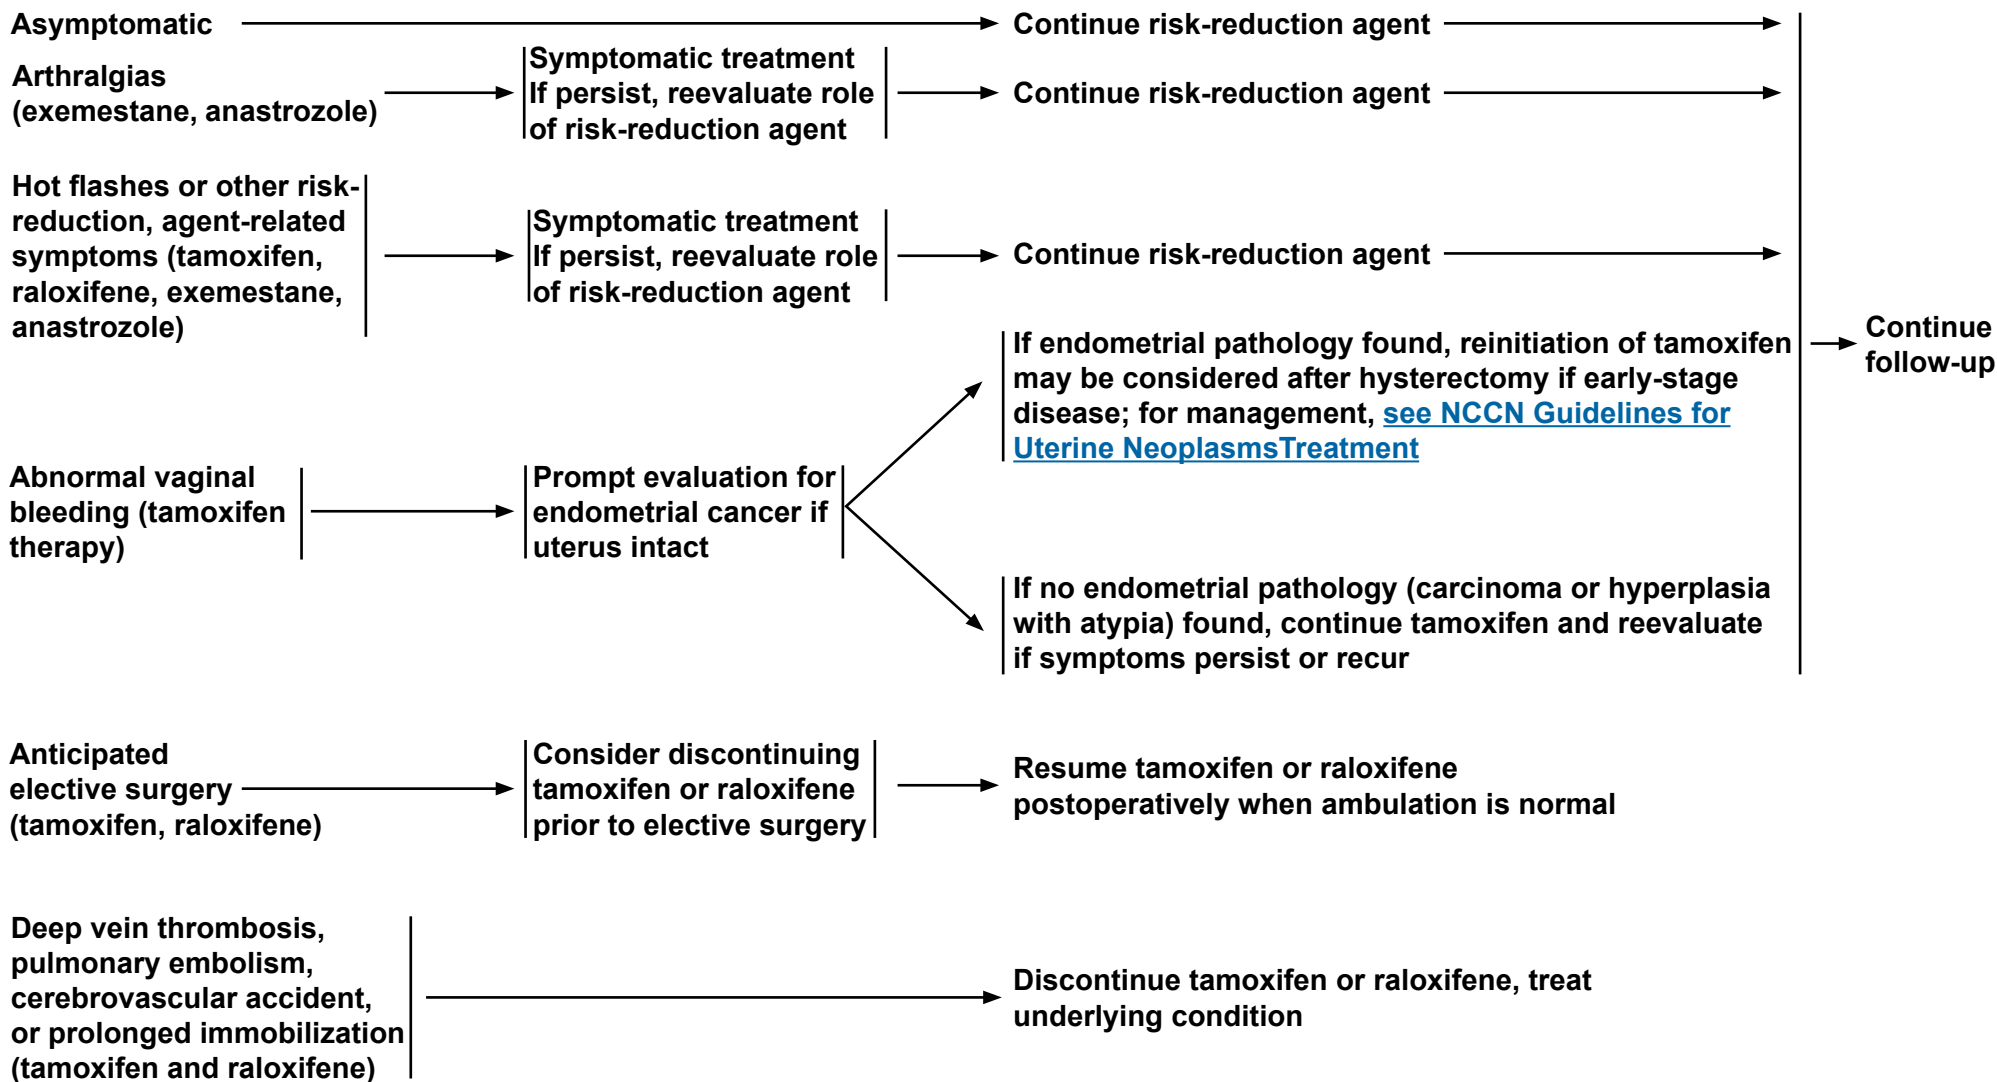 Asymptomatic
Continue risk-reduction agent
Arthralgias
(exemestane, anastrozole)
Symptomatic treatment
If persist, reevaluate role
of risk-reduction agent
Continue risk-reduction agent
Hot flashes or other risk-
reduction, agent-related
symptoms (tamoxifen,
raloxifene, exemestane,
anastrozole)
Symptomatic treatment
If persist, reevaluate role
of risk-reduction agent
Continue risk-reduction agent
Abnormal vaginal
bleeding (tamoxifen
therapy)
Prompt evaluation for
endometrial cancer if
uterus intact
If endometrial pathology found, reinitiation of tamoxifen
may be considered after hysterectomy if early-stage
disease; for management, see NCCN Guidelines for
Uterine NeoplasmsTreatment
If no endometrial pathology (carcinoma or hyperplasia
with atypia) found, continue tamoxifen and reevaluate
if symptoms persist or recur
Continue
follow-up
Anticipated
elective surgery
(tamoxifen, raloxifene)
Consider discontinuing
tamoxifen or raloxifene
prior to elective surgery
Resume tamoxifen or raloxifene
postoperatively when ambulation is normal
Deep vein thrombosis,
pulmonary embolism,
cerebrovascular accident,
or prolonged immobilization
(tamoxifen and raloxifene)
Discontinue tamoxifen or raloxifene, treat
underlying condition